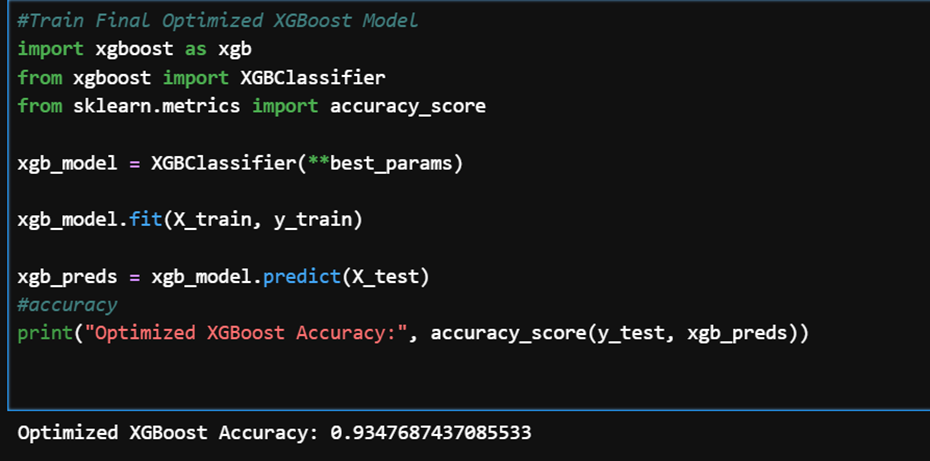 #Train Final Optimized XGBoost Model
import xgboost as xgb
from xgboost import XGBClassifier
from sklearn.metrics import accuracy_score
xgb_model = XGBClassifier(**best_params)
xgb_model.fit(X_train, y_train)
xgb_preds = xgb_model.predict(X_test)
#accuracy
print("Optimized XGBoost Accuracy:", accuracy_score(y_test, xgb_preds))
Optimized XGBoost Accuracy: 0.9347687437085533